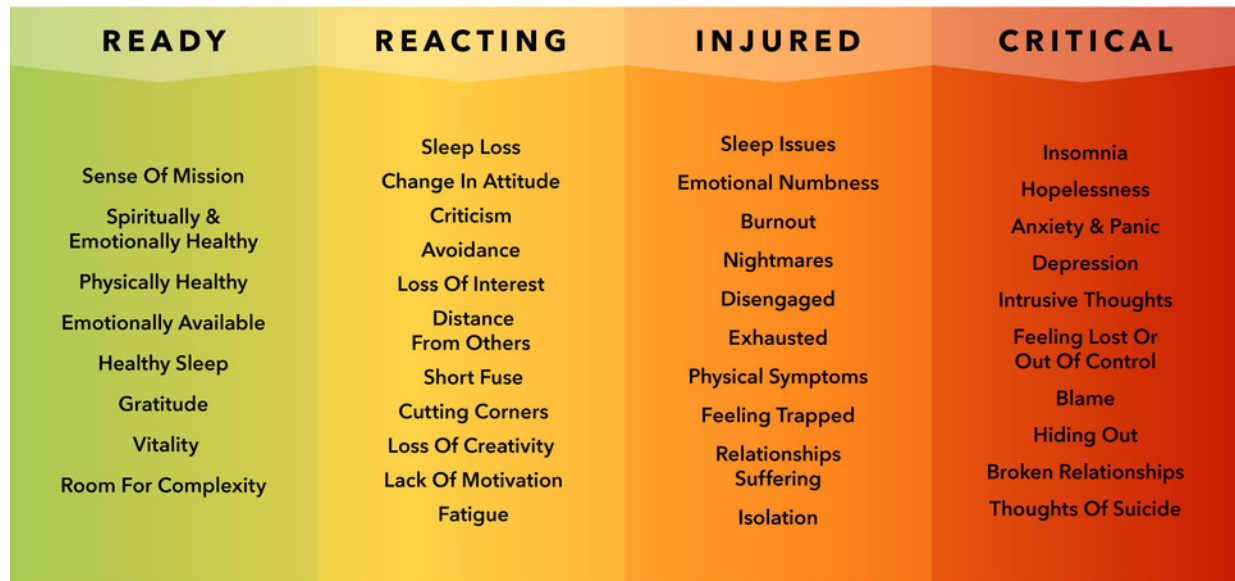 READY
Sense Of Mission
Spiritually &
Emotionally Healthy
Physically Healthy
Emotionally Available
Healthy Sleep
Gratitude
Vitality
Room For Complexity
REACTING
Sleep Loss
Change In Attitude
Criticism
Avoidance
Loss Of Interest
Distance
From Others
Short Fuse
Cutting Corners
Loss Of Creativity
Lack Of Motivation
Fatigue
INJURED
Sleep Issues
Emotional Numbness
Burnout
Nightmares
Disengaged
Exhausted
Physical Symptoms
Feeling Trapped
Relationships
Suffering
Isolation
CRITICAL
Insomnia
Hopelessness
Anxiety & Panic
Depression
Intrusive Thoughts
Feeling Lost Or
Out Of Control
Blame
Hiding Out
Broken Relationships
Thoughts Of Suicide